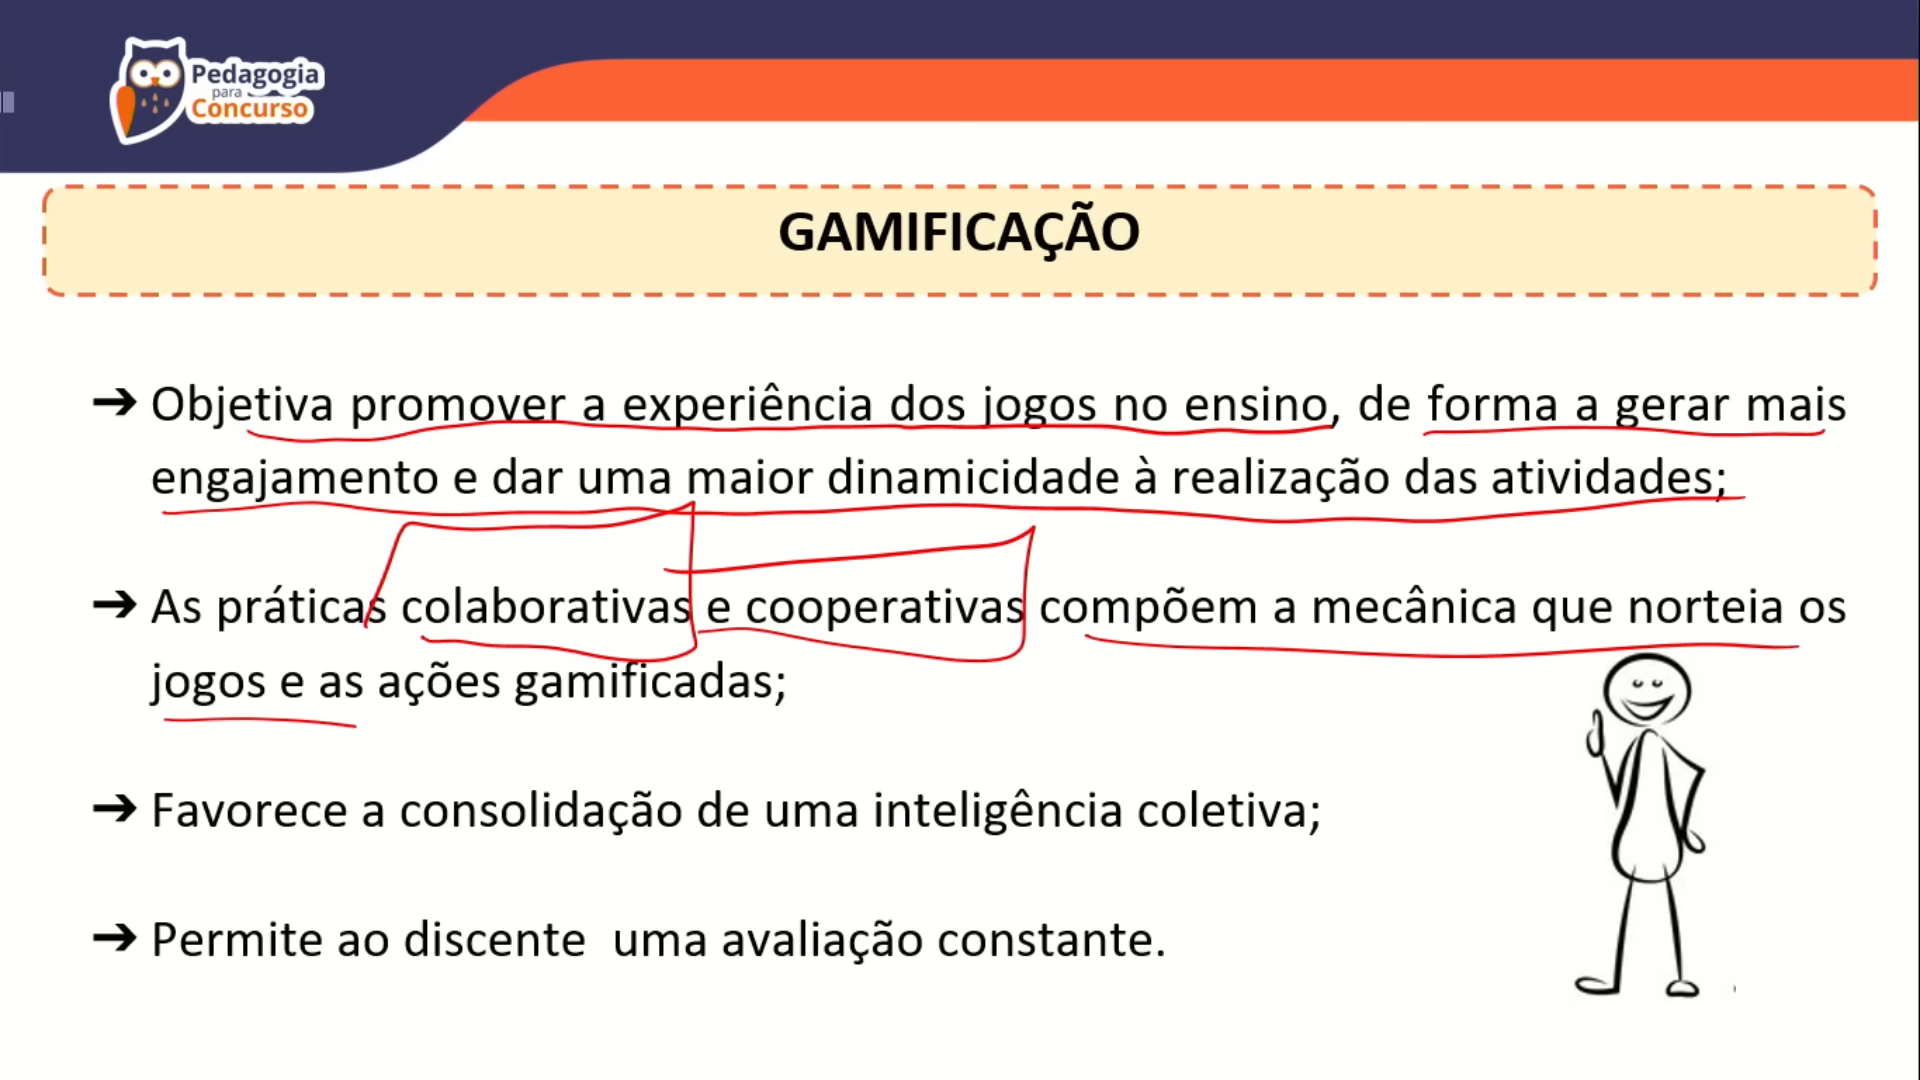 Pedagogia
para
Concurso
GAMIFICAÇÃO
➔ Objetiva promover a experiência dos jogos no ensino, de forma a gerar mais
engajamento e dar uma maior dinamicidade à realização das atividades;
➔ As práticas colaborativas e cooperativas compõem a mecânica que norteia os
jogos e as ações gamificadas;
➔ Favorece a consolidação de uma inteligência coletiva;
➔ Permite ao discente  uma avaliação constante.